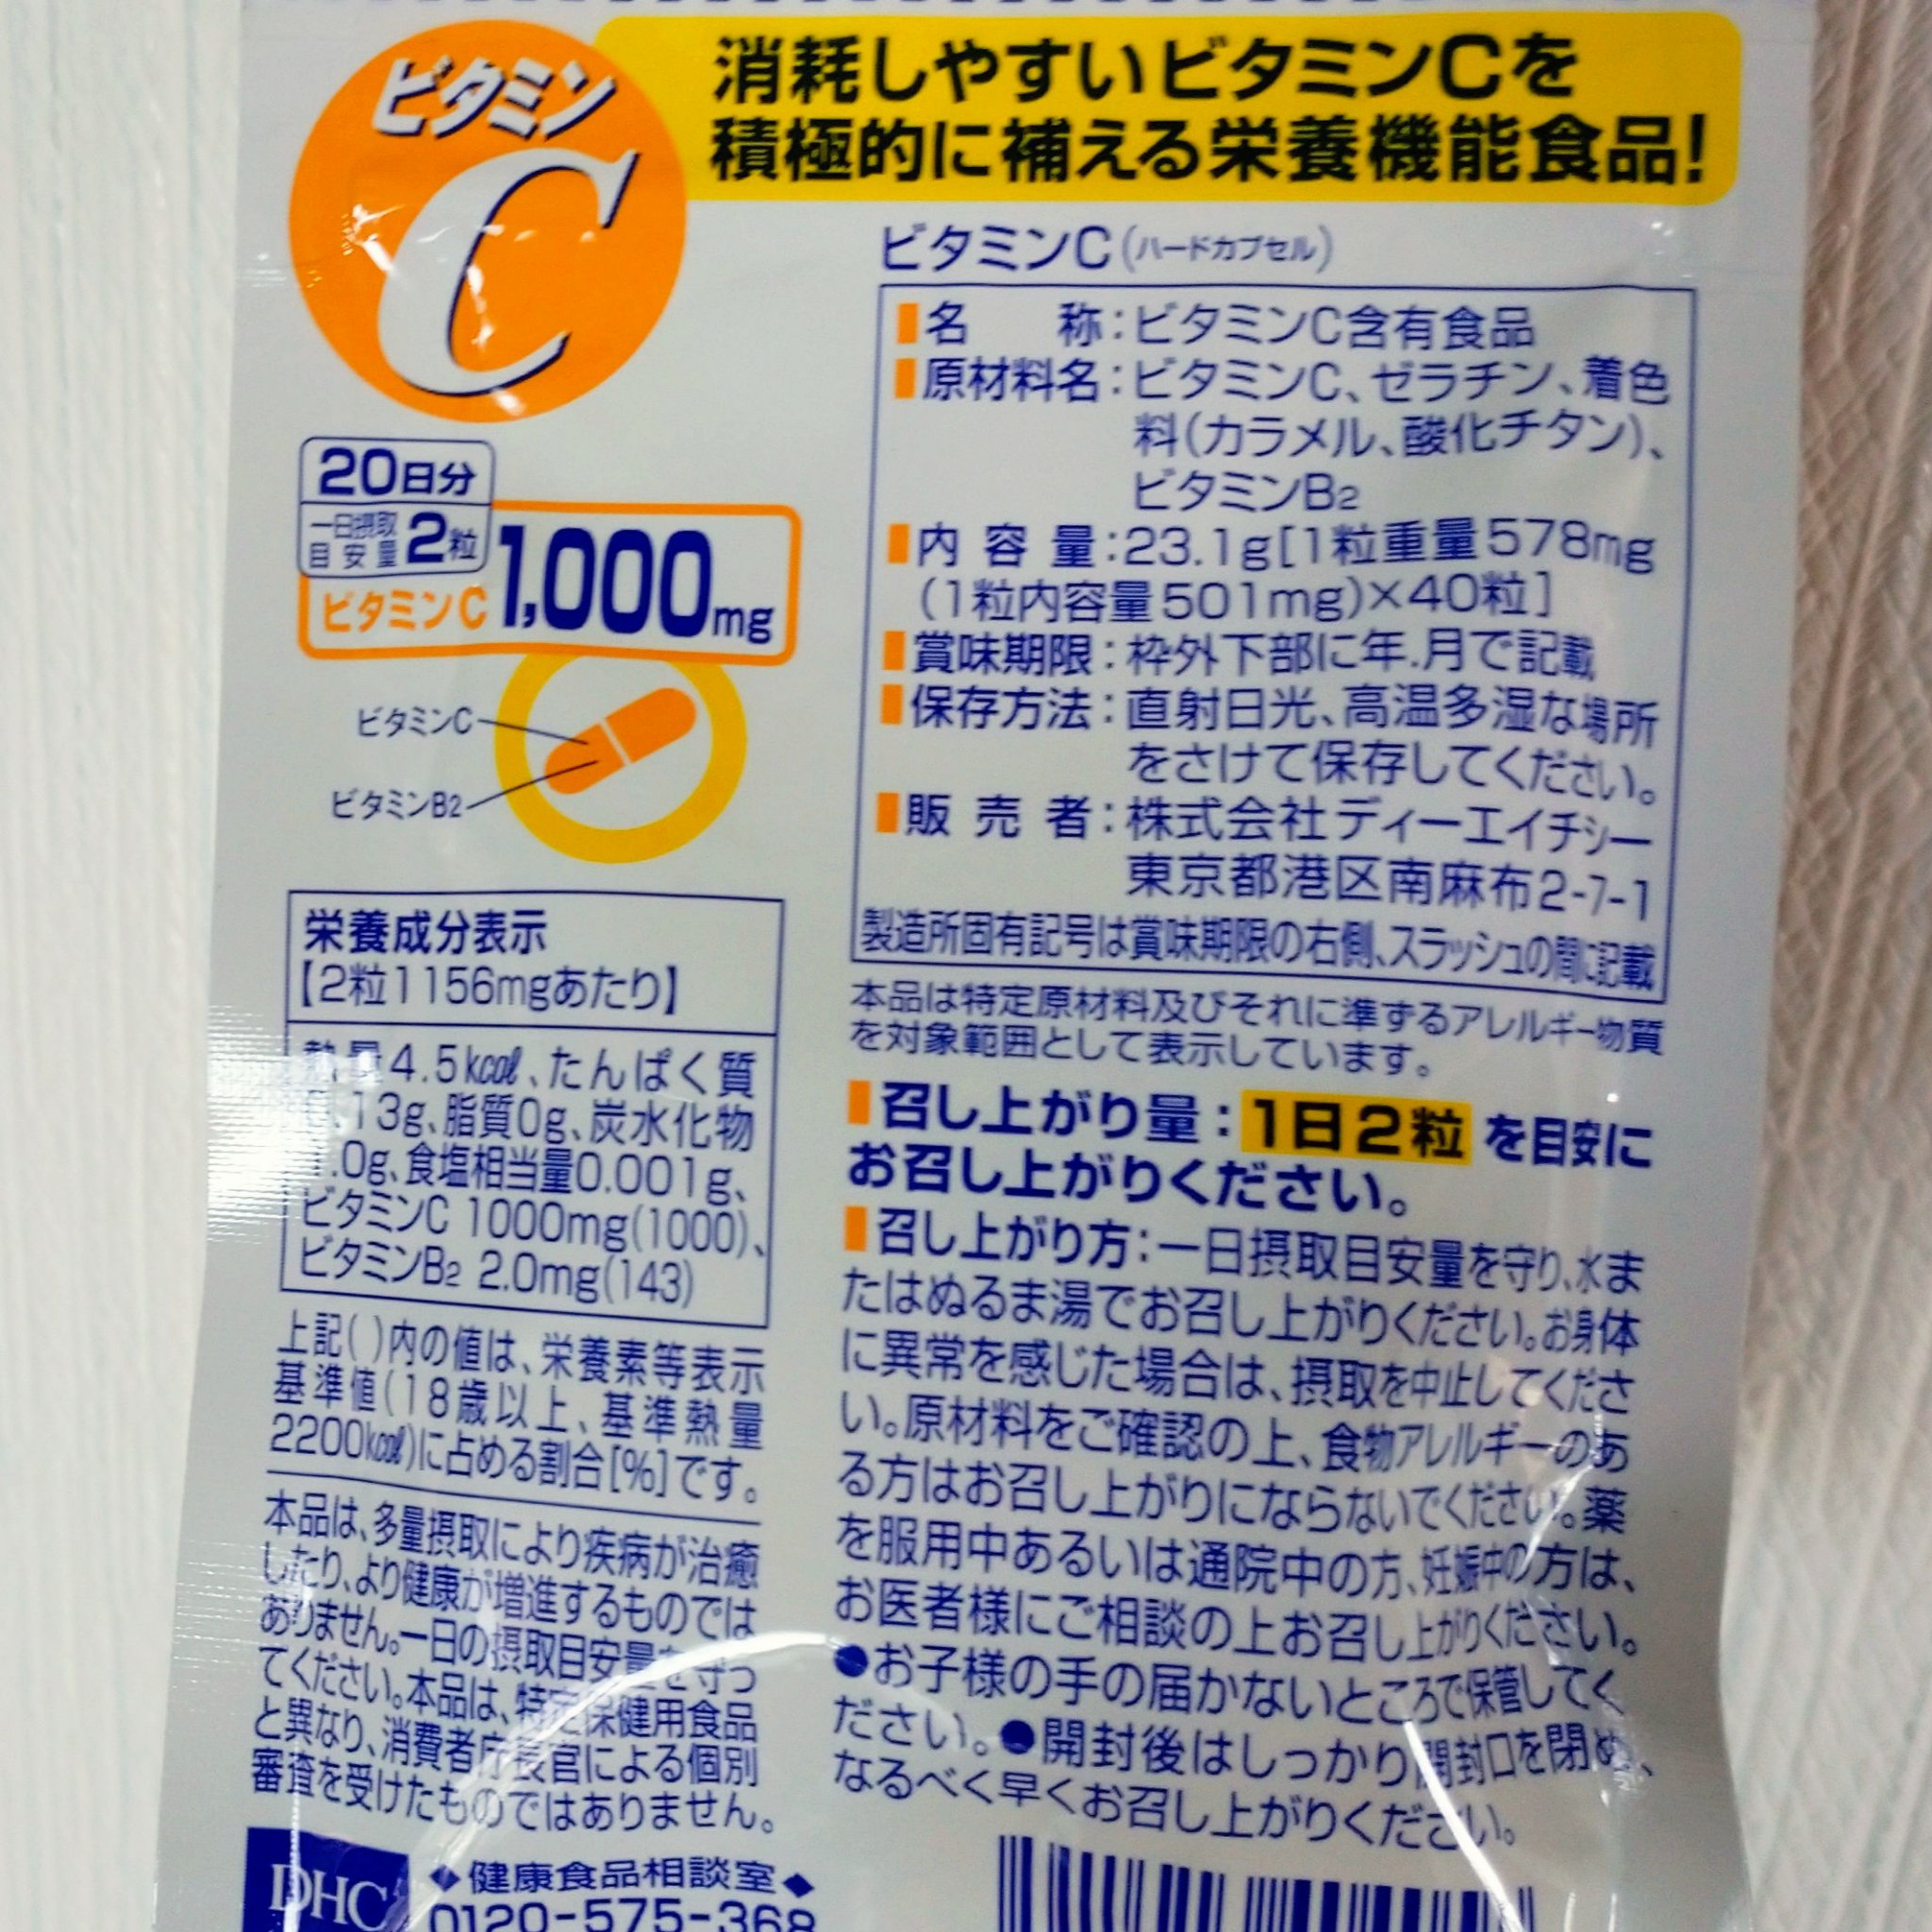 ビタミン
C
消耗しやすいビタミンCを
積極的に補える栄養機能食品!
20日分
一日摂取
目安量2粒
ビタミンC 1,000mg
ビタミンC
ビタミンB2
栄養成分表示
【2粒1156mgあたり】
熱量4.5kcal、たんぱく質
.13g、脂質0g、炭水化物
.0g、食塩相当量0.001g、
ビタミンC 1000mg(1000)、
ビタミンB2 2.0mg(143)
上記( )内の値は、栄養素等表示
基準値(18歳以上、基準熱量
2200kcal)に占める割合[%]です。
本品は、多量摂取により疾病が治癒
したり、より健康が増進するものでは
ありません。一日の摂取目安量を守っ
てください。本品は、特定保健用食品
と異なり、消費者庁長官による個別
審査を受けたものではありません。
DHC
◆健康食品相談室◆
0120-575-368
ビタミンC(ハードカプセル)
名 称:ビタミンC含有食品
原材料名:ビタミンC、ゼラチン、着色
料(カラメル、酸化チタン)、
ビタミンB2
内 容 量:23.1g[1粒重量578mg
(1粒内容量501mg)×40粒]
賞味期限:枠外下部に年.月で記載
保存方法:直射日光、高温多湿な場所
をさけて保存してください。
販 売 者:株式会社ディーエイチシー
東京都港区南麻布2-7-1
製造所固有記号は賞味期限の右側、スラッシュの間に記載
本品は特定原材料及びそれに準ずるアレルギー物質
を対象範囲として表示しています。
召し上がり量:1日2粒を目安に
お召し上がりください。
召し上がり方:一日摂取目安量を守り、水ま
たはぬるま湯でお召し上がりください。お身体
に異常を感じた場合は、摂取を中止してくださ
い。原材料をご確認の上、食物アレルギーのあ
る方はお召し上がりにならないでください。薬
を服用中あるいは通院中の方、妊娠中の方は、
お医者様にご相談の上お召し上がりください。
●お子様の手の届かないところで保管してく
ださい。●開封後はしっかり開封口を閉め、
なるべく早くお召し上がりください。